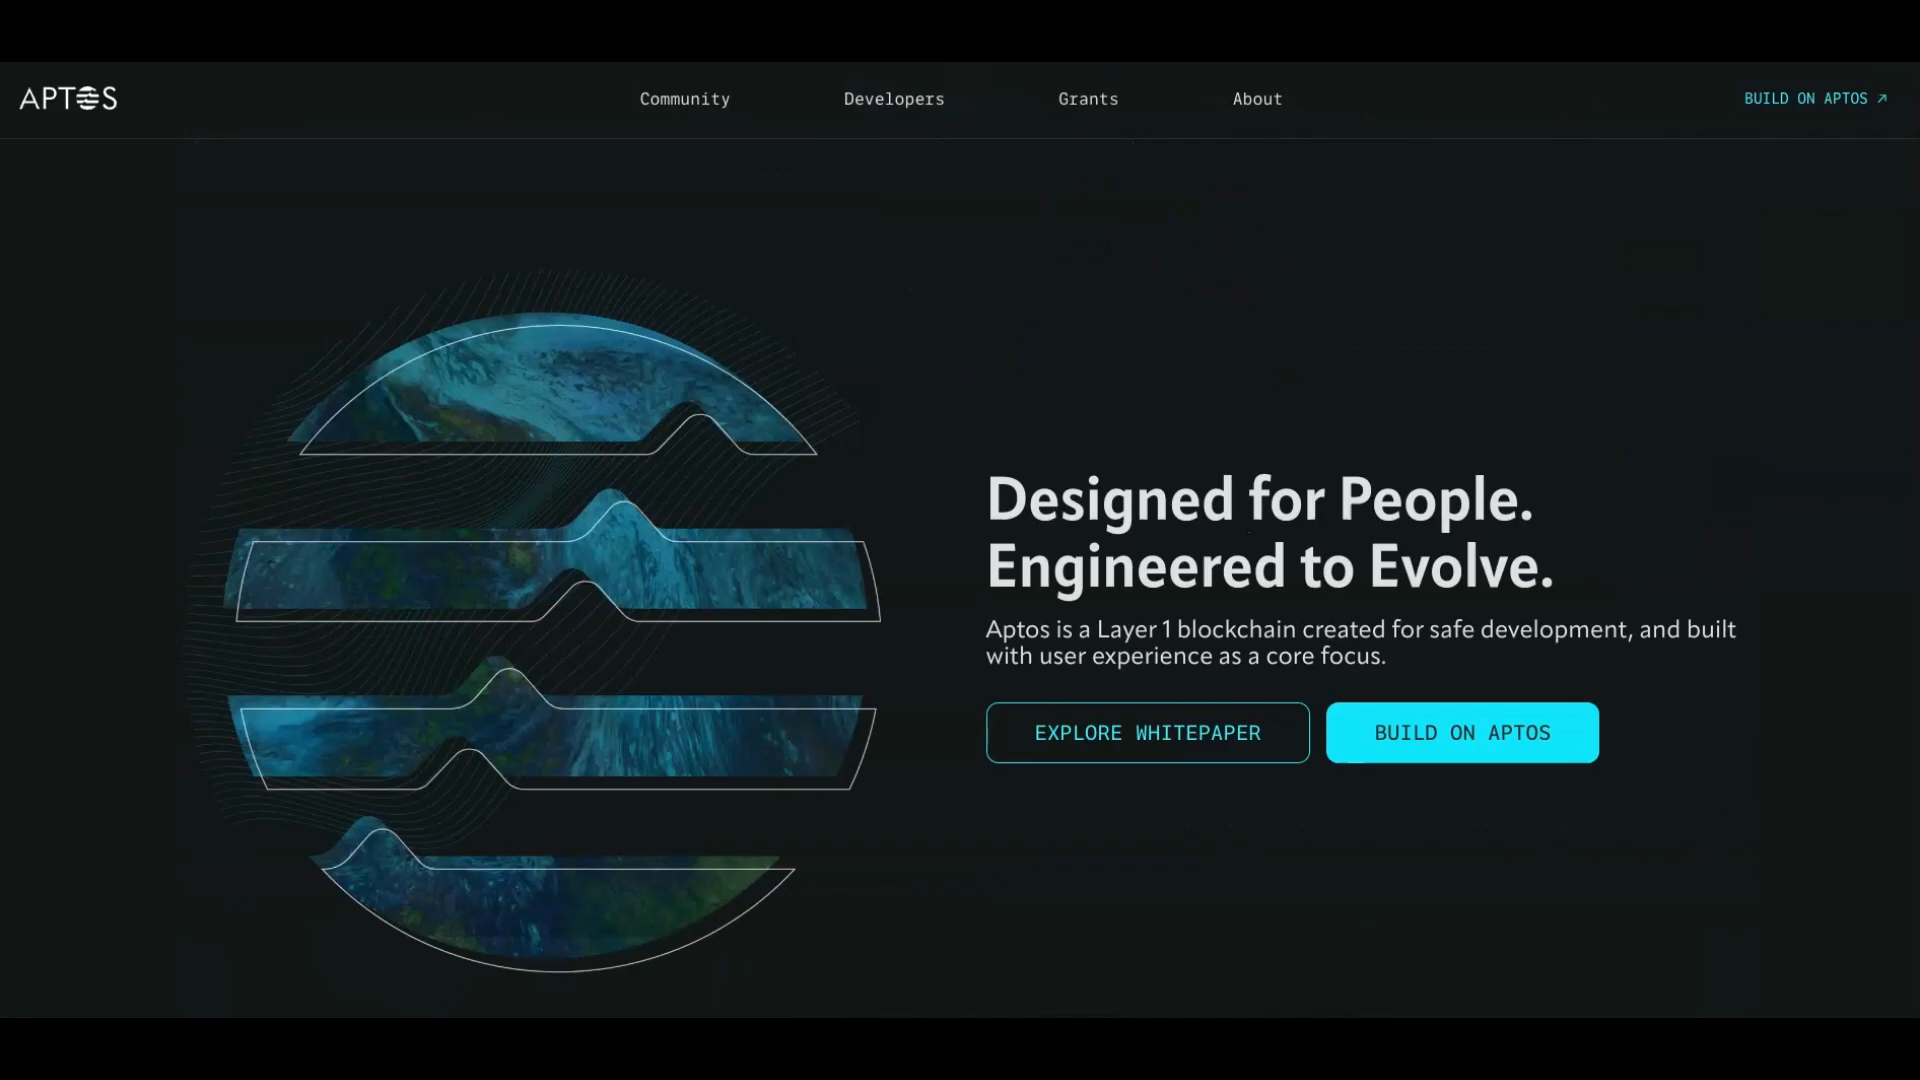 APTOS
Community
Developers
Grants
About
BUILD ON APTOS ↗
Designed for People.
Engineered to Evolve.
Aptos is a Layer 1 blockchain created for safe development, and built
with user experience as a core focus.
EXPLORE WHITEPAPER
BUILD ON APTOS